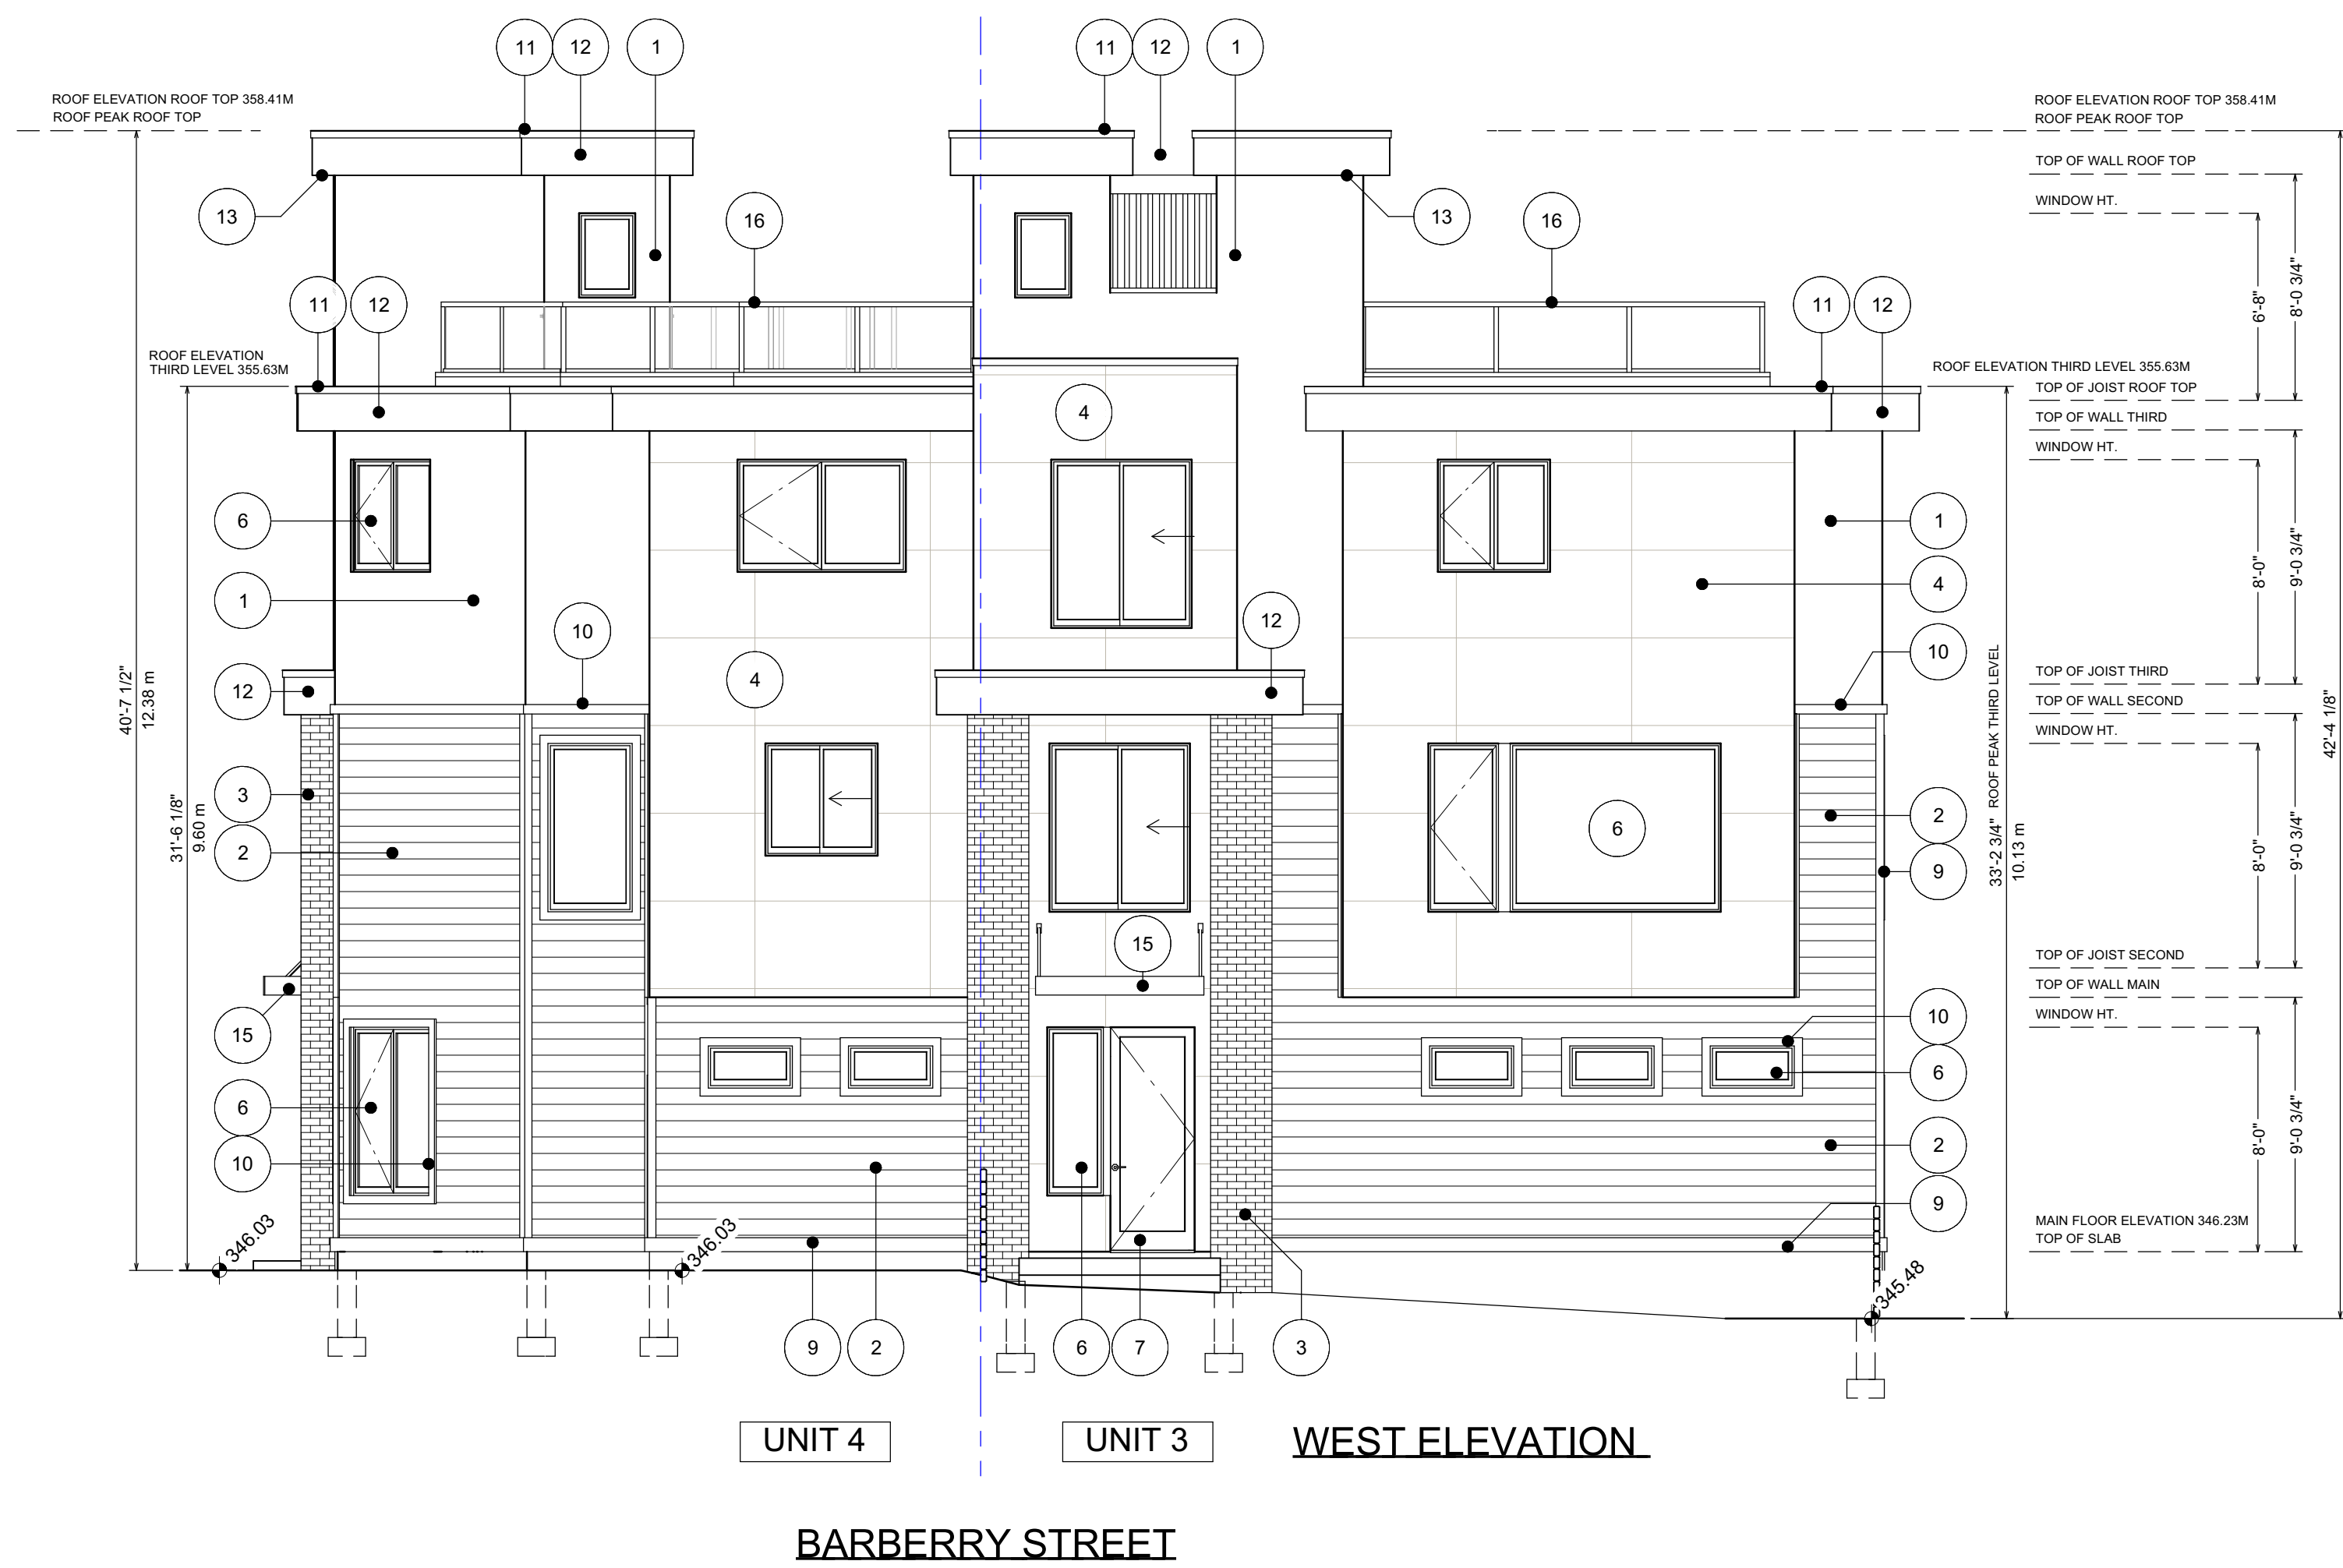 11 12 1 11 12 1
ROOF ELEVATION ROOF TOP 358.41M
ROOF PEAK ROOF TOP
ROOF ELEVATION ROOF TOP 358.41M
ROOF PEAK ROOF TOP
TOP OF WALL ROOF TOP
WINDOW HT.
13 16 13 16
6'-8"
8'-0 3/4"
11 12 11 12
ROOF ELEVATION
THIRD LEVEL 355.63M
ROOF ELEVATION THIRD LEVEL 355.63M
TOP OF JOIST ROOF TOP
TOP OF WALL THIRD
WINDOW HT.
4
6 1
1 4
10 12 10
12 4
8'-0"
9'-0 3/4"
TOP OF JOIST THIRD
TOP OF WALL SECOND
WINDOW HT.
40'-7 1/2"
12.38 m
31'-6 1/8"
9.60 m
33'-2 3/4" ROOF PEAK THIRD LEVEL
10.13 m
42'-4 1/8"
3 2
2 6 9
8'-0"
9'-0 3/4"
15
TOP OF JOIST SECOND
TOP OF WALL MAIN
WINDOW HT.
15 10
6 6
10 2
9
8'-0"
9'-0 3/4"
MAIN FLOOR ELEVATION 346.23M
TOP OF SLAB
346.03
346.03
345.48
9 2 6 7 3
UNIT 4
UNIT 3
WEST ELEVATION
BARBERRY STREET